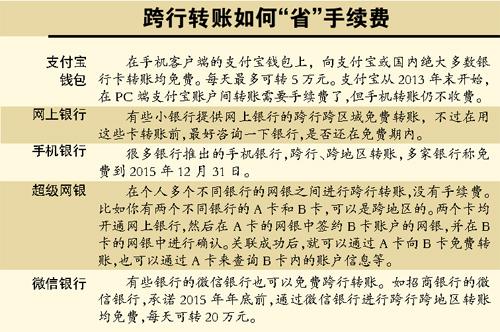 跨行转账如何“省”手续费
支付宝 在手机客户端的支付宝钱包上，向支付宝或国内绝大多数银
钱包 行卡转账均免费。每天最多可转5万元。支付宝从2013年末开始，
在PC端支付宝账户间转账需要手续费了，但手机转账仍不收费。
网上银行 有些小银行提供网上银行的跨行跨区域免费转账，不过在用
这些卡转账前，最好咨询一下银行，是否还在免费期内。
手机银行 很多银行推出的手机银行，跨行、跨地区转账，多家银行称免
费到2015年12月31日。
超级网银 在个人多个不同银行的网银之间进行跨行转账，没有手续费。
比如你有两个不同银行的A卡和B卡，可以是跨地区的。两个卡均
开通网上银行，然后在A卡的网银中签约B卡账户的网银，并在B
卡的网银中进行确认。关联成功后，就可以通过A卡向B卡免费转
账，也可以通过A卡来查询B卡内的账户信息等。
微信银行 有些银行的微信银行也可以免费跨行转账。如招商银行的微
信银行，承诺2015年年底前，通过微信银行进行跨行跨地区转账
均免费，每天可转20万元。